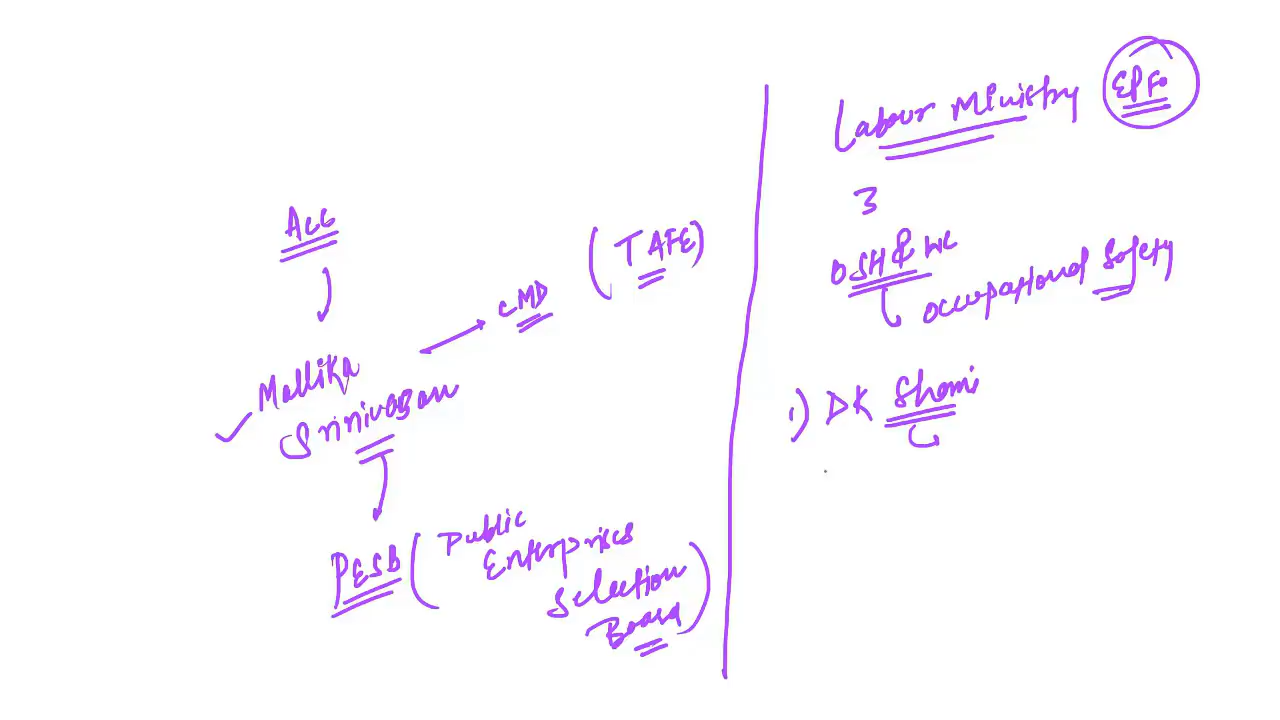 ACC
Mallika
Srinivasan
CMD
(TAFE)
PESB (Public
Enterprises
Selection
Board)
Labour Ministry EPFO
3
OSH & WC
Occupational Safety
1) DK Shami